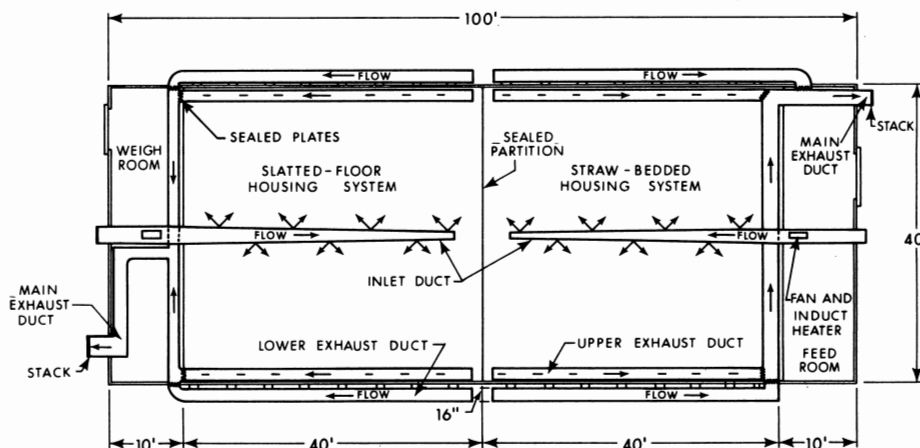 100'
FLOW
FLOW
SEALED PLATES
SEALED
PARTITION
STACK
WEIGH
ROOM
MAIN
EXHAUST
DUCT
SLATTED-FLOOR
HOUSING SYSTEM
STRAW-BEDDED
HOUSING SYSTEM
FLOW
FLOW
40'
INLET DUCT
MAIN
EXHAUST
DUCT
FAN AND
INDUCT
HEATER
LOWER EXHAUST DUCT
UPPER EXHAUST DUCT
FEED
ROOM
STACK
FLOW
FLOW
16"
10'
40'
40'
10'